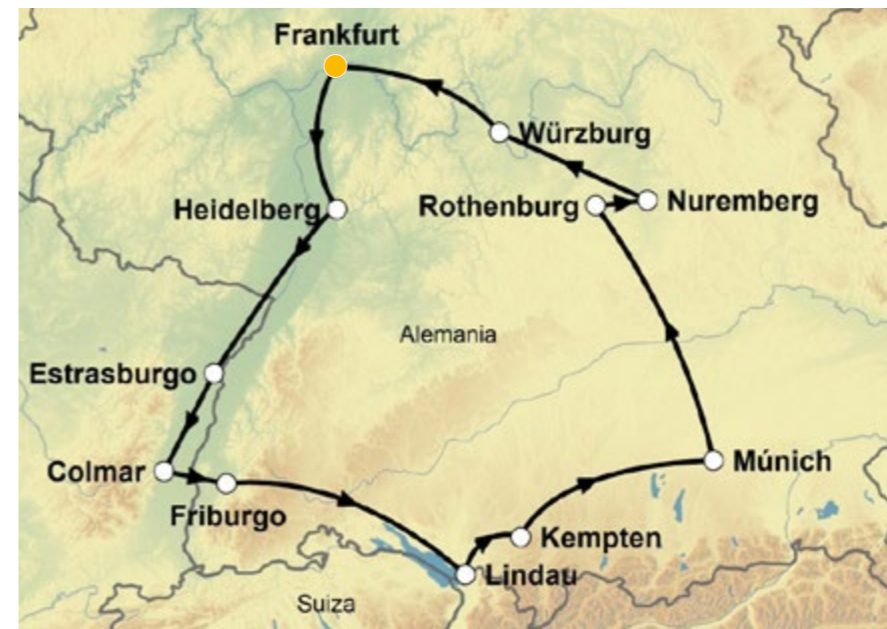 Frankfurt
Würzburg
Heidelberg
Rothenburg
Nuremberg
Alemania
Estrasburgo
Colmar
Múnich
Friburgo
Kempten
Lindau
Suiza